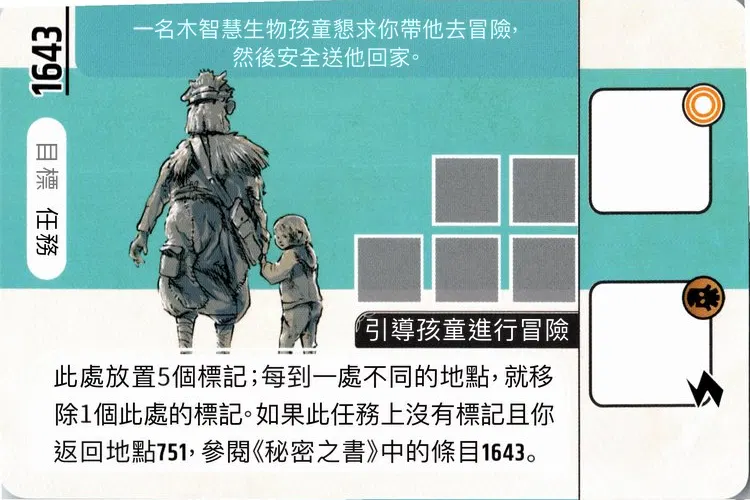 1643
一名木智慧生物孩童懇求你帶他去冒險,
然後安全送他回家。
目標 任務
引導孩童進行冒險
此處放置5個標記;每到一處不同的地點,就移
除1個此處的標記。如果此任務上沒有標記且你
返回地點751,參閱《秘密之書》中的條目1643。